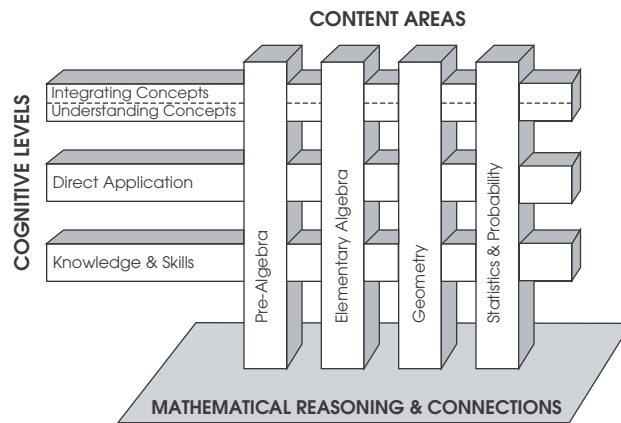 CONTENT AREAS
COGNITIVE LEVELS
Integrating Concepts
Understanding Concepts
Direct Application
Knowledge & Skills
Pre-Algebra
Elementary Algebra
Geometry
Statistics & Probability
MATHEMATICAL REASONING & CONNECTIONS